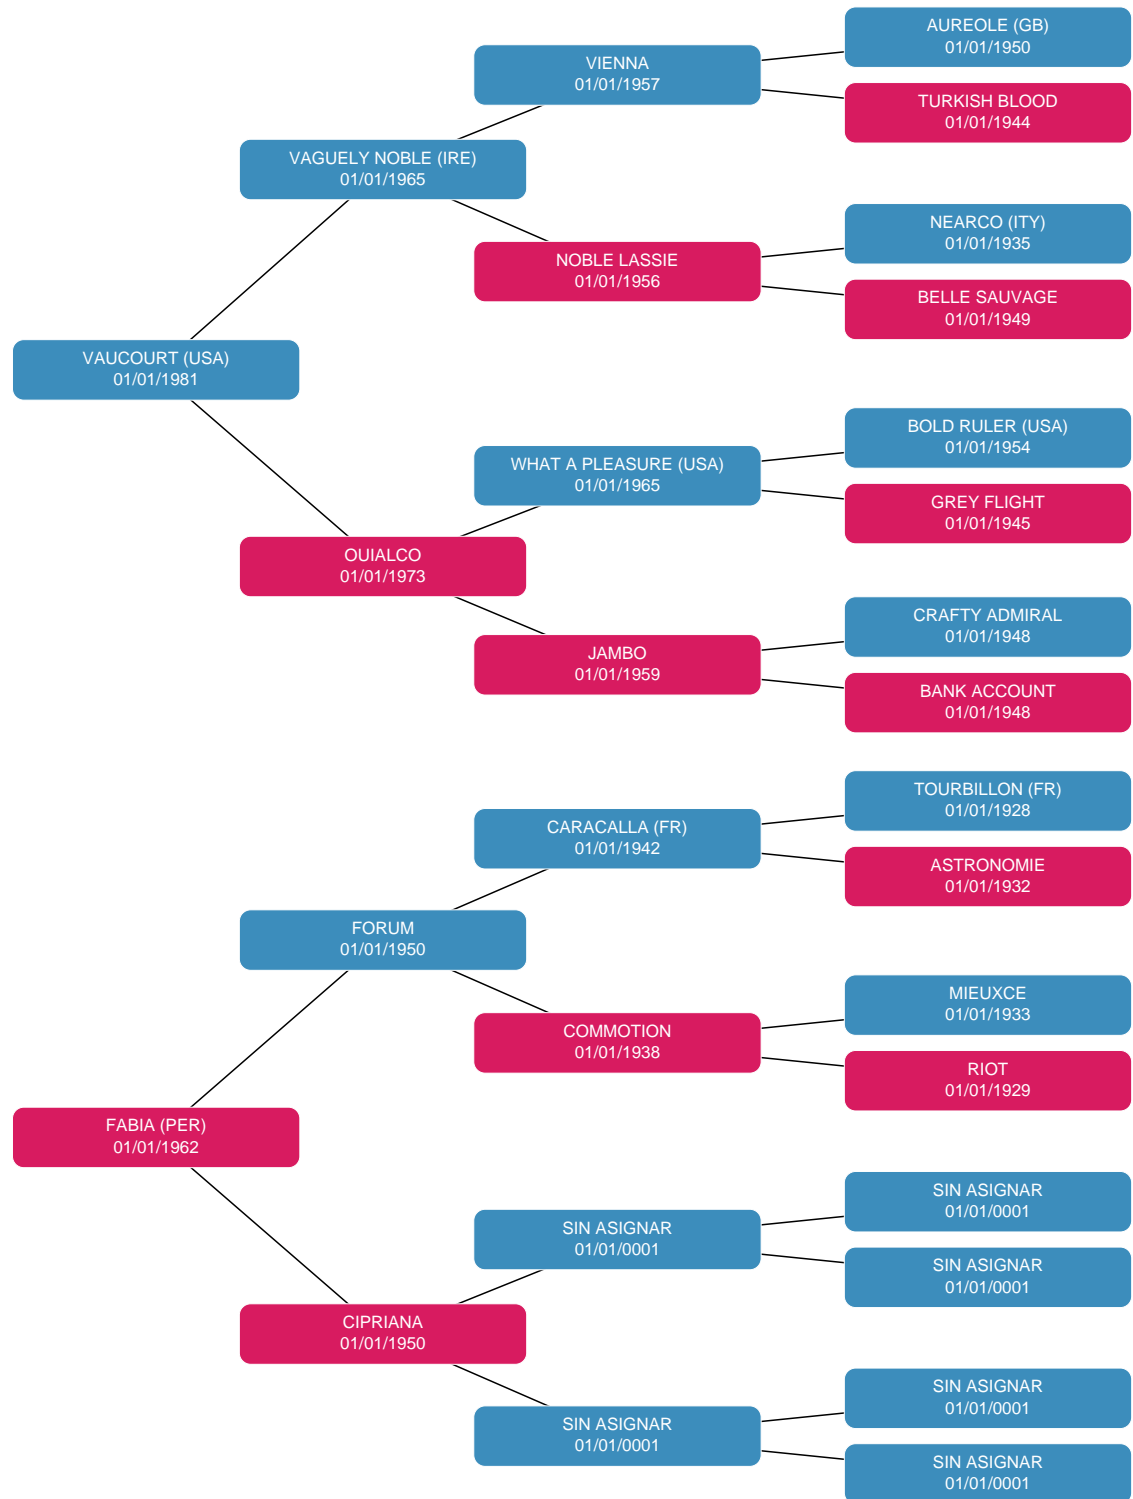 AUREOLE (GB)
01/01/1950
VIENNA
01/01/1957
TURKISH BLOOD
01/01/1944
VAGUELY NOBLE (IRE)
01/01/1965
NEARCO (ITY)
01/01/1935
NOBLE LASSIE
01/01/1956
BELLE SAUVAGE
01/01/1949
VAUCOURT (USA)
01/01/1981
BOLD RULER (USA)
01/01/1954
WHAT A PLEASURE (USA)
01/01/1965
GREY FLIGHT
01/01/1945
OUIALCO
01/01/1973
CRAFTY ADMIRAL
01/01/1948
JAMBO
01/01/1959
BANK ACCOUNT
01/01/1948
TOURBILLON (FR)
01/01/1928
CARACALLA (FR)
01/01/1942
ASTRONOMIE
01/01/1932
FORUM
01/01/1950
MIEUXCE
01/01/1933
COMMOTION
01/01/1938
RIOT
01/01/1929
FABIA (PER)
01/01/1962
SIN ASIGNAR
01/01/0001
SIN ASIGNAR
01/01/0001
SIN ASIGNAR
01/01/0001
CIPRIANA
01/01/1950
SIN ASIGNAR
01/01/0001
SIN ASIGNAR
01/01/0001
SIN ASIGNAR
01/01/0001